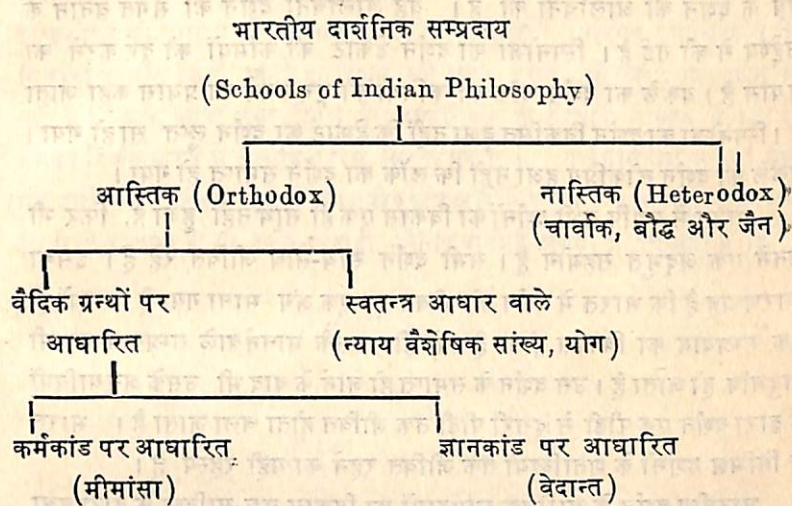 भारतीय दार्शनिक सम्प्रदाय
(Schools of Indian Philosophy)
आस्तिक (Orthodox)
नास्तिक (Heterodox)
(चार्वाक, बौद्ध और जैन)
वैदिक ग्रन्थों पर
आधारित
स्वतन्त्र आधार वाले
(न्याय वैशेषिक सांख्य, योग)
कर्मकांड पर आधारित
(मीमांसा)
ज्ञानकांड पर आधारित
(वेदान्त)